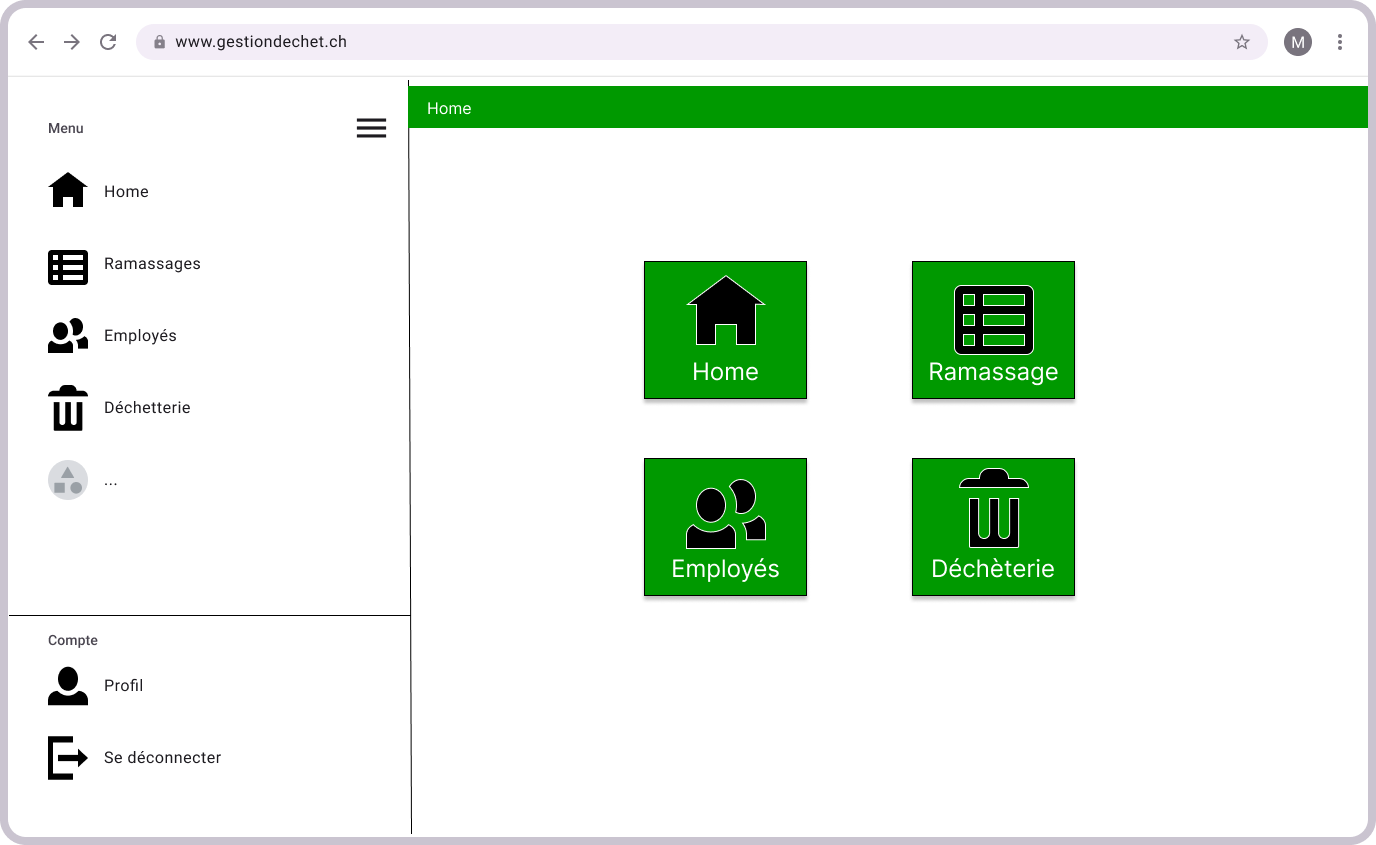 www.gestiondechet.ch
M
Menu
Home
Ramassages
Employés
Déchetterie
...
Compte
Profil
Se déconnecter
Home
Home
Ramassage
Employés
Déchèterie